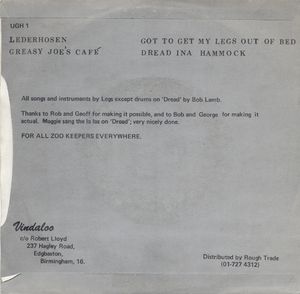 UGH 1
LEDERHOSEN
GREASY JOE'S CAFÉ
GOT TO GET MY LEGS OUT OF BED
DREAD INA HAMMOCK
All songs and instruments by Legs except drums on 'Dread' by Bob Lamb.
Thanks to Rob and Geoff for making it possible, and to Bob and George for making it
actual. Maggie sang the la las on 'Dread'; very nicely done.
FOR ALL ZOO KEEPERS EVERYWHERE.
Vindaloo
c/o Robert Lloyd
237 Hagley Road,
Edgbaston,
Birmingham, 16.
Distributed by Rough Trade
(01-727 4312)